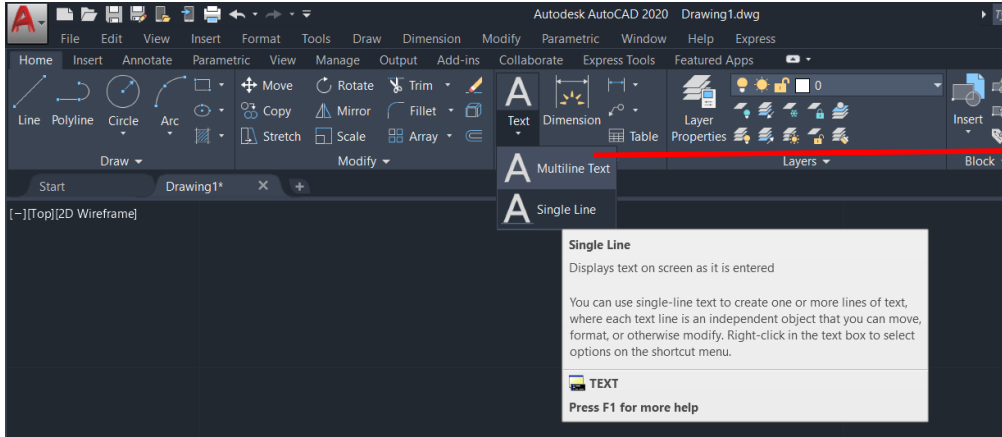 Autodesk AutoCAD 2020 Drawing1.dwg
File Edit View Insert Format Tools Draw Dimension Modify Parametric Window Help Express
Home Insert Annotate Parametric View Manage Output Add-ins Collaborate Express Tools Featured Apps
Line Polyline Circle Arc
Move Rotate Trim
Copy Mirror Fillet
Stretch Scale Array
Text Dimension
Table
Layer
Properties
0
Insert
Draw Modify Layers Block
Multiline Text
Single Line
Start Drawing1* × +
[−][Top][2D Wireframe]
Single Line
Displays text on screen as it is entered
You can use single-line text to create one or more lines of text,
where each text line is an independent object that you can move,
format, or otherwise modify. Right-click in the text box to select
options on the shortcut menu.
TEXT
Press F1 for more help